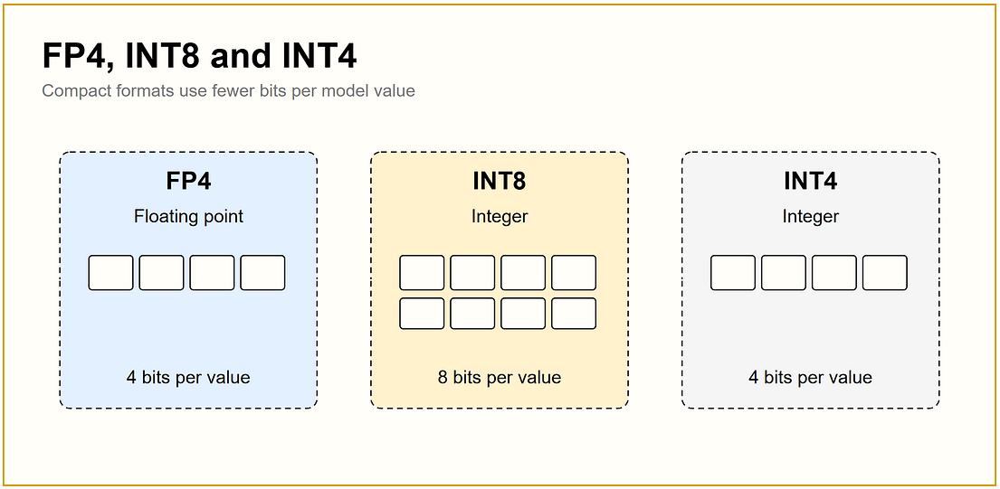 FP4, INT8 and INT4
Compact formats use fewer bits per model value
FP4
Floating point
4 bits per value
INT8
Integer
8 bits per value
INT4
Integer
4 bits per value